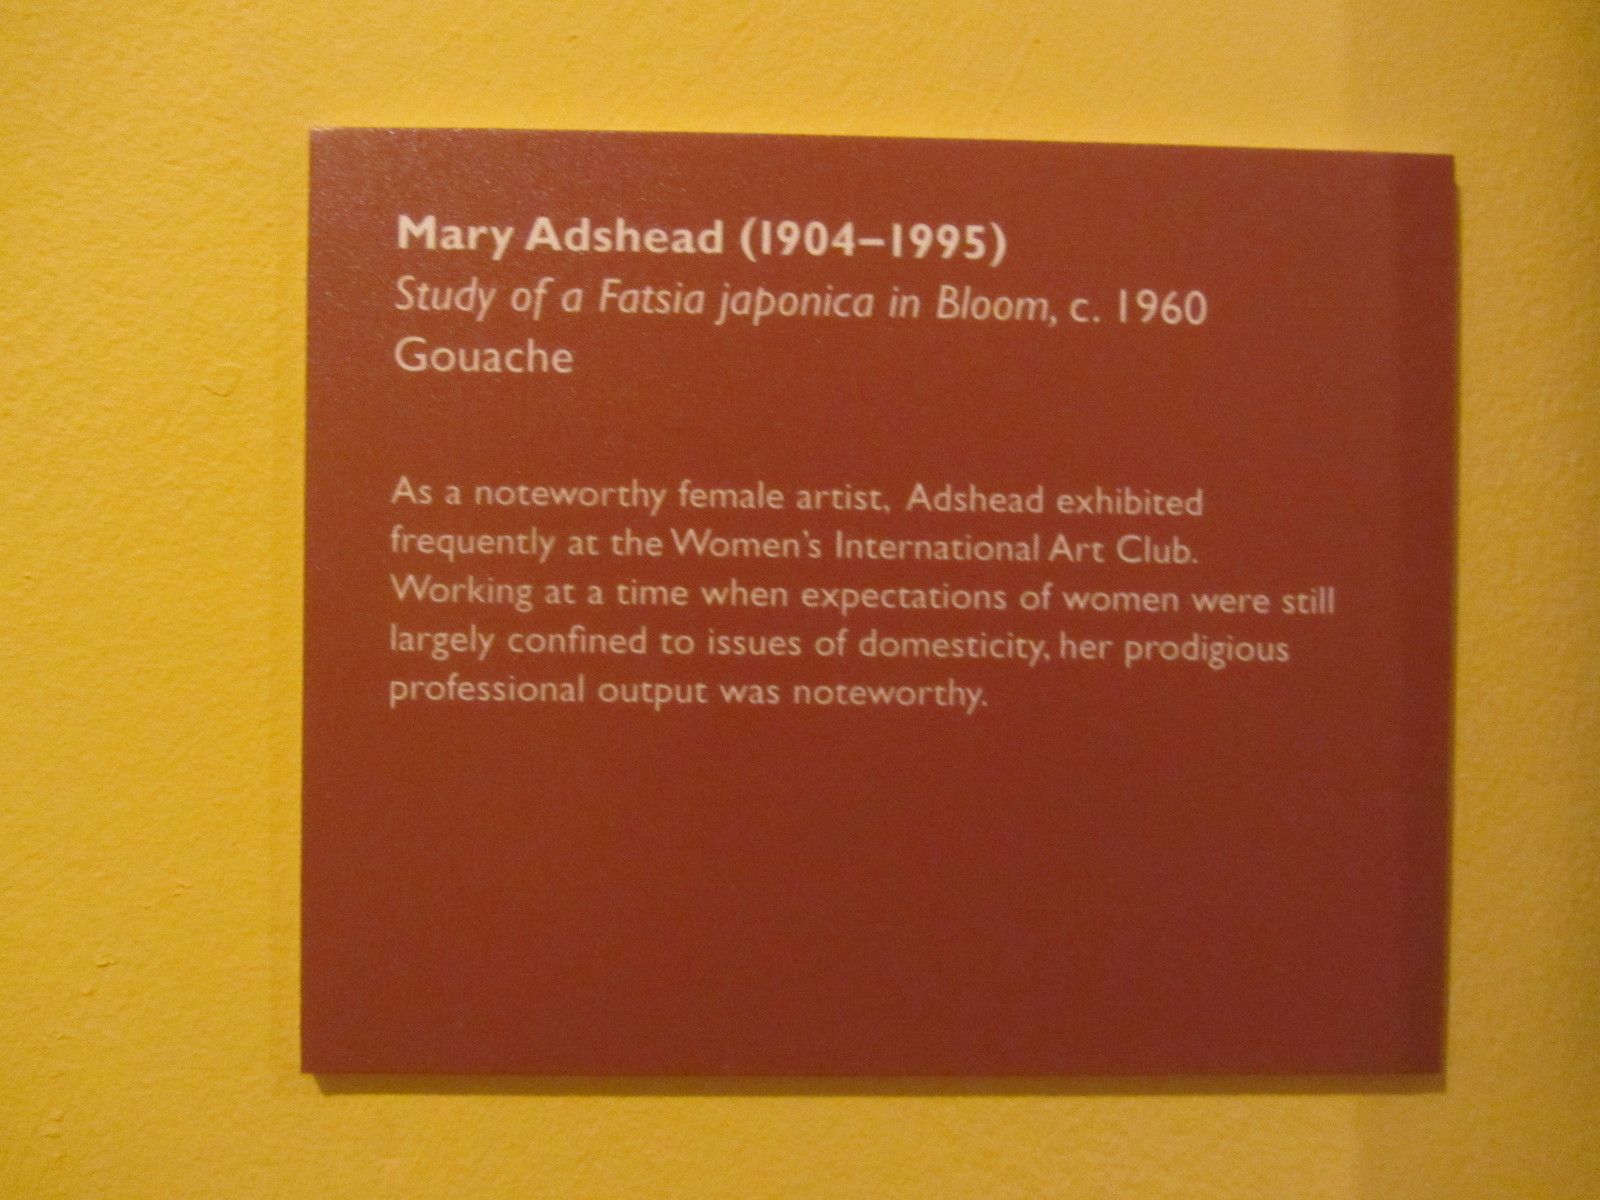 Mary Adshead (1904–1995)
Study of a Fatsia japonica in Bloom, c. 1960
Gouache
As a noteworthy female artist, Adshead exhibited
frequently at the Women's International Art Club.
Working at a time when expectations of women were still
largely confined to issues of domesticity, her prodigious
professional output was noteworthy.